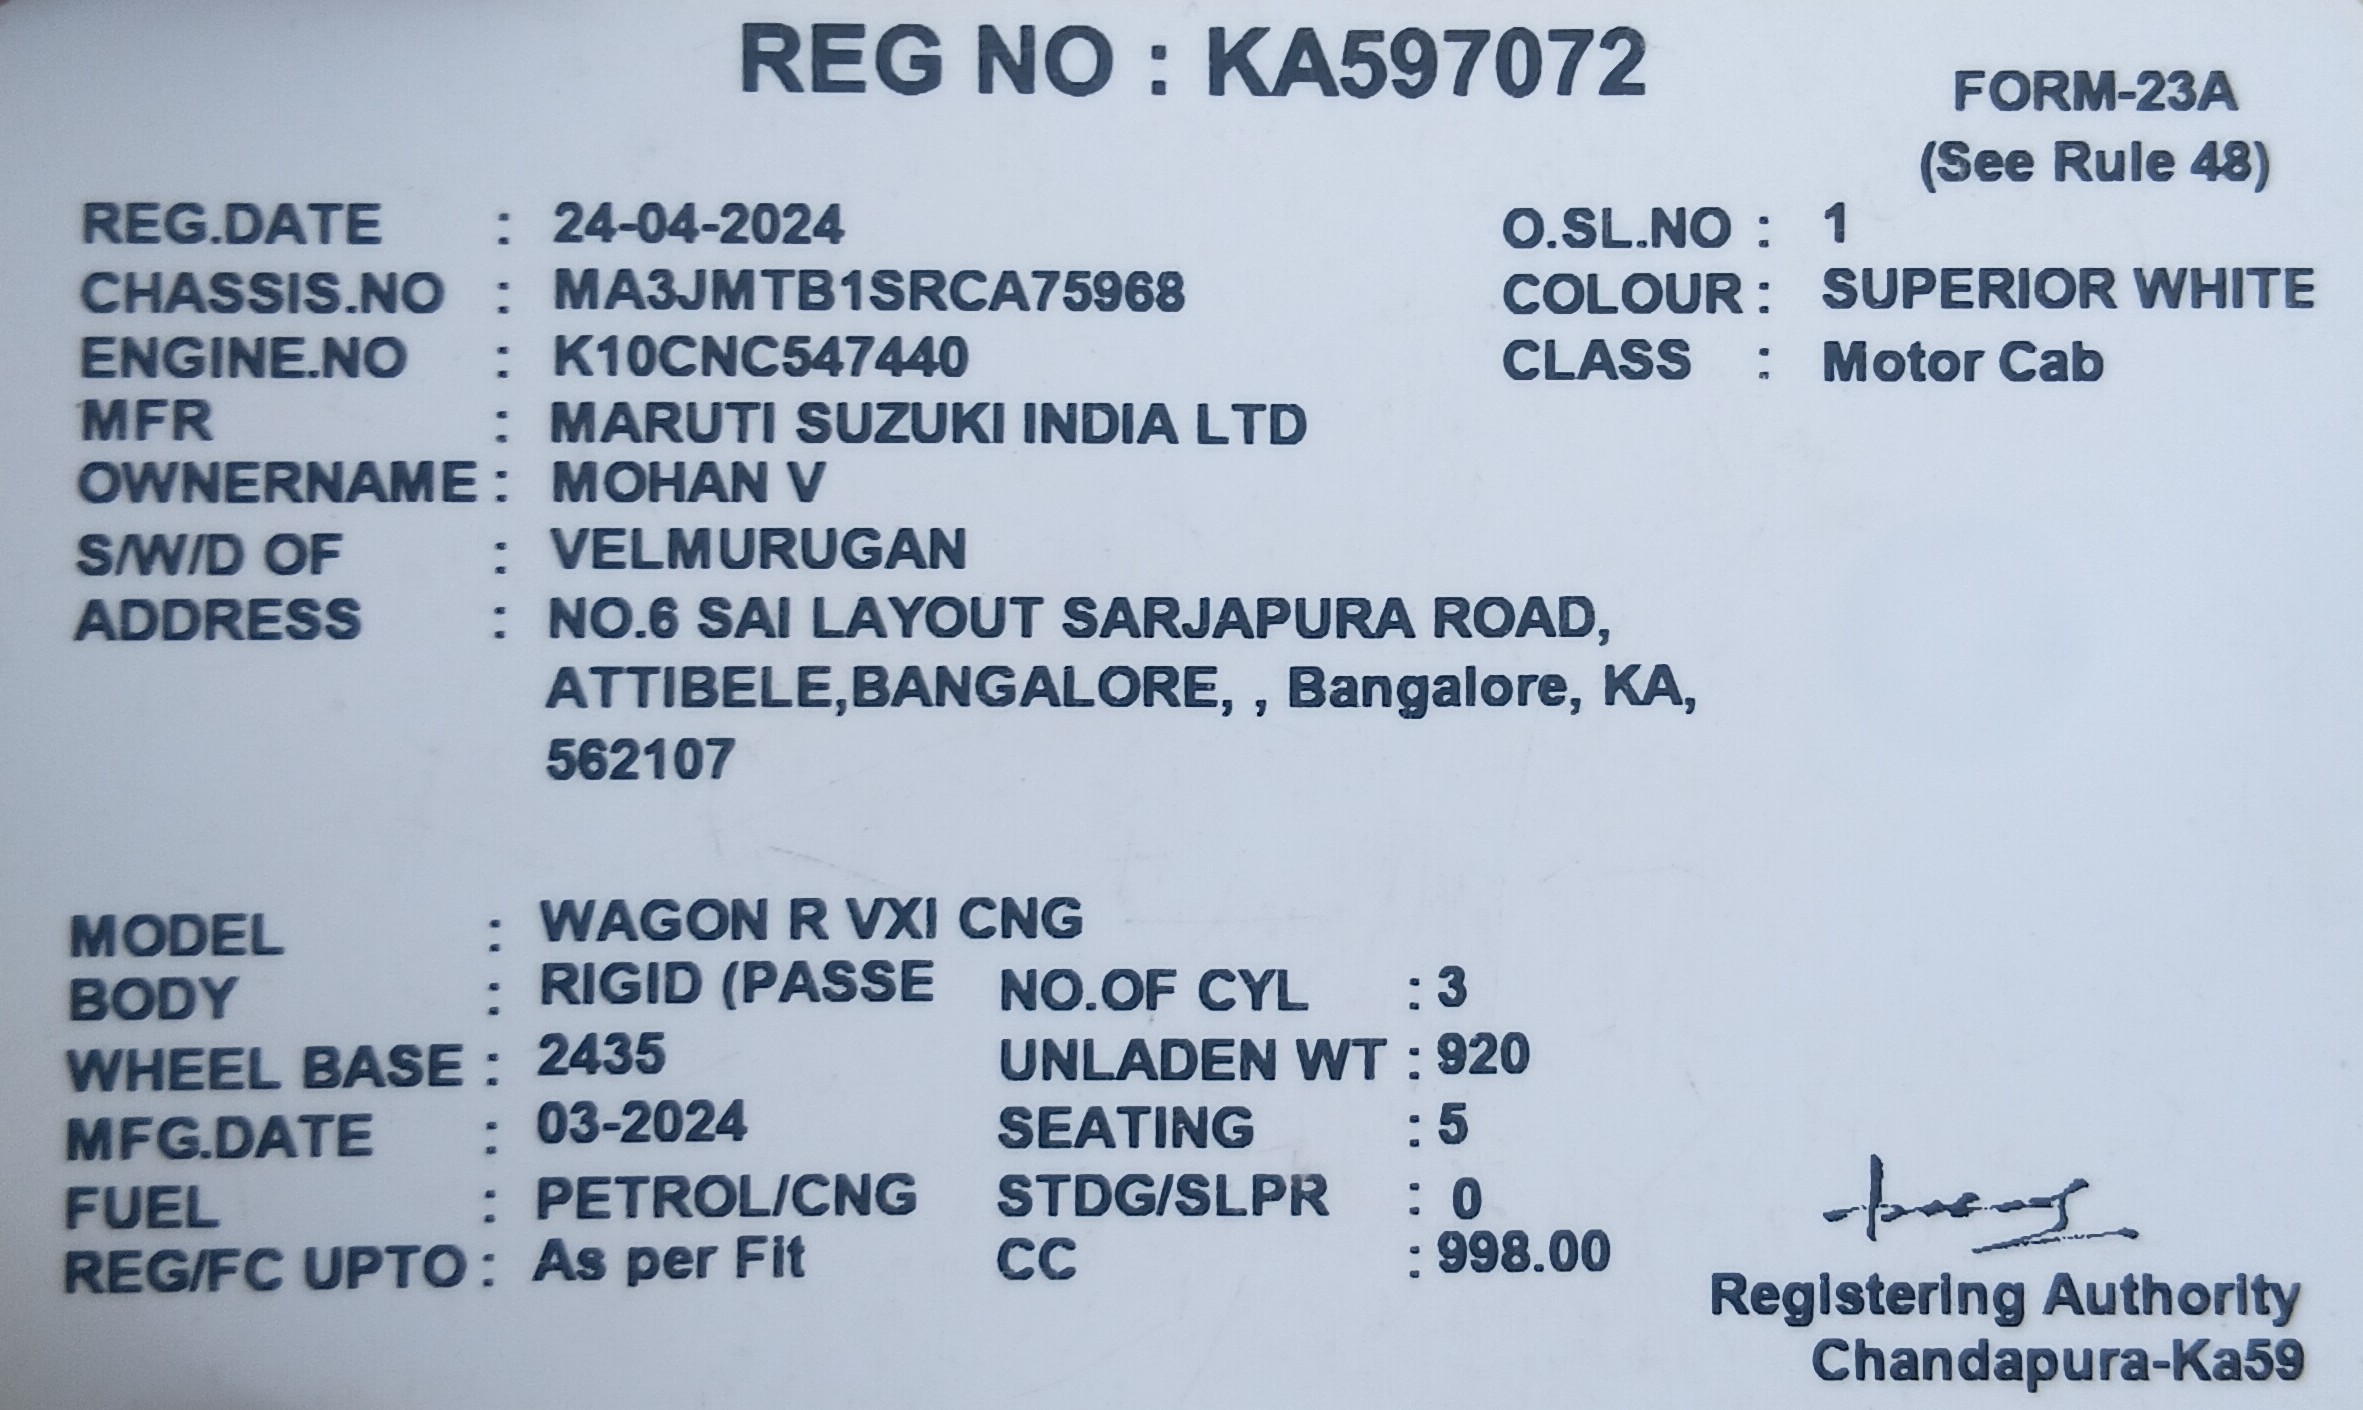 REG NO : KA597072
FORM-23A
(See Rule 48)
REG.DATE : 24-04-2024 O.SL.NO : 1
CHASSIS.NO : MA3JMTB1SRCA75968 COLOUR : SUPERIOR WHITE
ENGINE.NO : K10CNC547440 CLASS : Motor Cab
MFR : MARUTI SUZUKI INDIA LTD
OWNERNAME : MOHAN V
S/W/D OF : VELMURUGAN
ADDRESS : NO.6 SAI LAYOUT SARJAPURA ROAD,
ATTIBELE,BANGALORE, , Bangalore, KA,
562107
MODEL : WAGON R VXI CNG
BODY : RIGID (PASSE NO.OF CYL : 3
WHEEL BASE : 2435 UNLADEN WT : 920
MFG.DATE : 03-2024 SEATING : 5
FUEL : PETROL/CNG STDG/SLPR : 0
REG/FC UPTO : As per Fit CC : 998.00
Registering Authority
Chandapura-Ka59